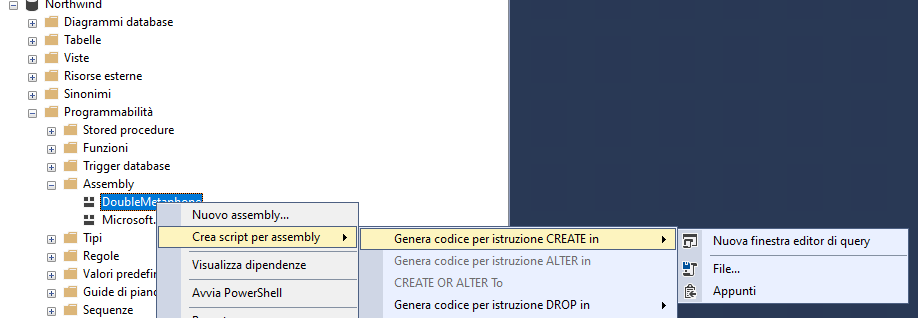 Northwind
Diagrammi database
Tabelle
Viste
Risorse esterne
Sinonimi
Programmabilità
Stored procedure
Funzioni
Trigger database
Assembly
DoubleMetaphone
Microsoft.
Tipi
Regole
Valori predefin
Guide di piano
Sequenze
Nuovo assembly...
Crea script per assembly
Visualizza dipendenze
Avvia PowerShell
Genera codice per istruzione CREATE in
Genera codice per istruzione ALTER in
CREATE OR ALTER To
Genera codice per istruzione DROP in
Nuova finestra editor di query
File...
Appunti